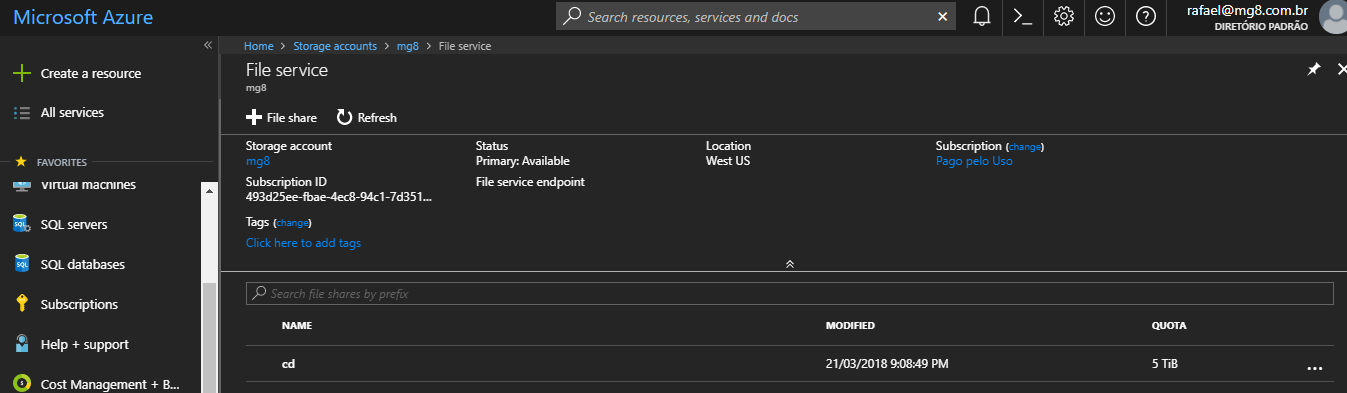 Microsoft Azure
Search resources, services and docs
rafael@mg8.com.br
DIRETÓRIO PADRÃO
Create a resource
All services
FAVORITES
Virtual machines
SQL servers
SQL databases
Subscriptions
Help + support
Cost Management + B...
Home > Storage accounts > mg8 > File service
File service
mg8
File share Refresh
Storage account
mg8
Status
Primary: Available
Location
West US
Subscription (change)
Pago pelo Uso
Subscription ID
493d25ee-fbae-4ec8-94c1-7d351...
File service endpoint
Tags (change)
Click here to add tags
Search file shares by prefix
NAME MODIFIED QUOTA
cd 21/03/2018 9:08:49 PM 5 TiB ...